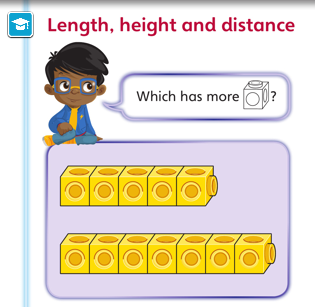 Length, height and distance
Which has more ?